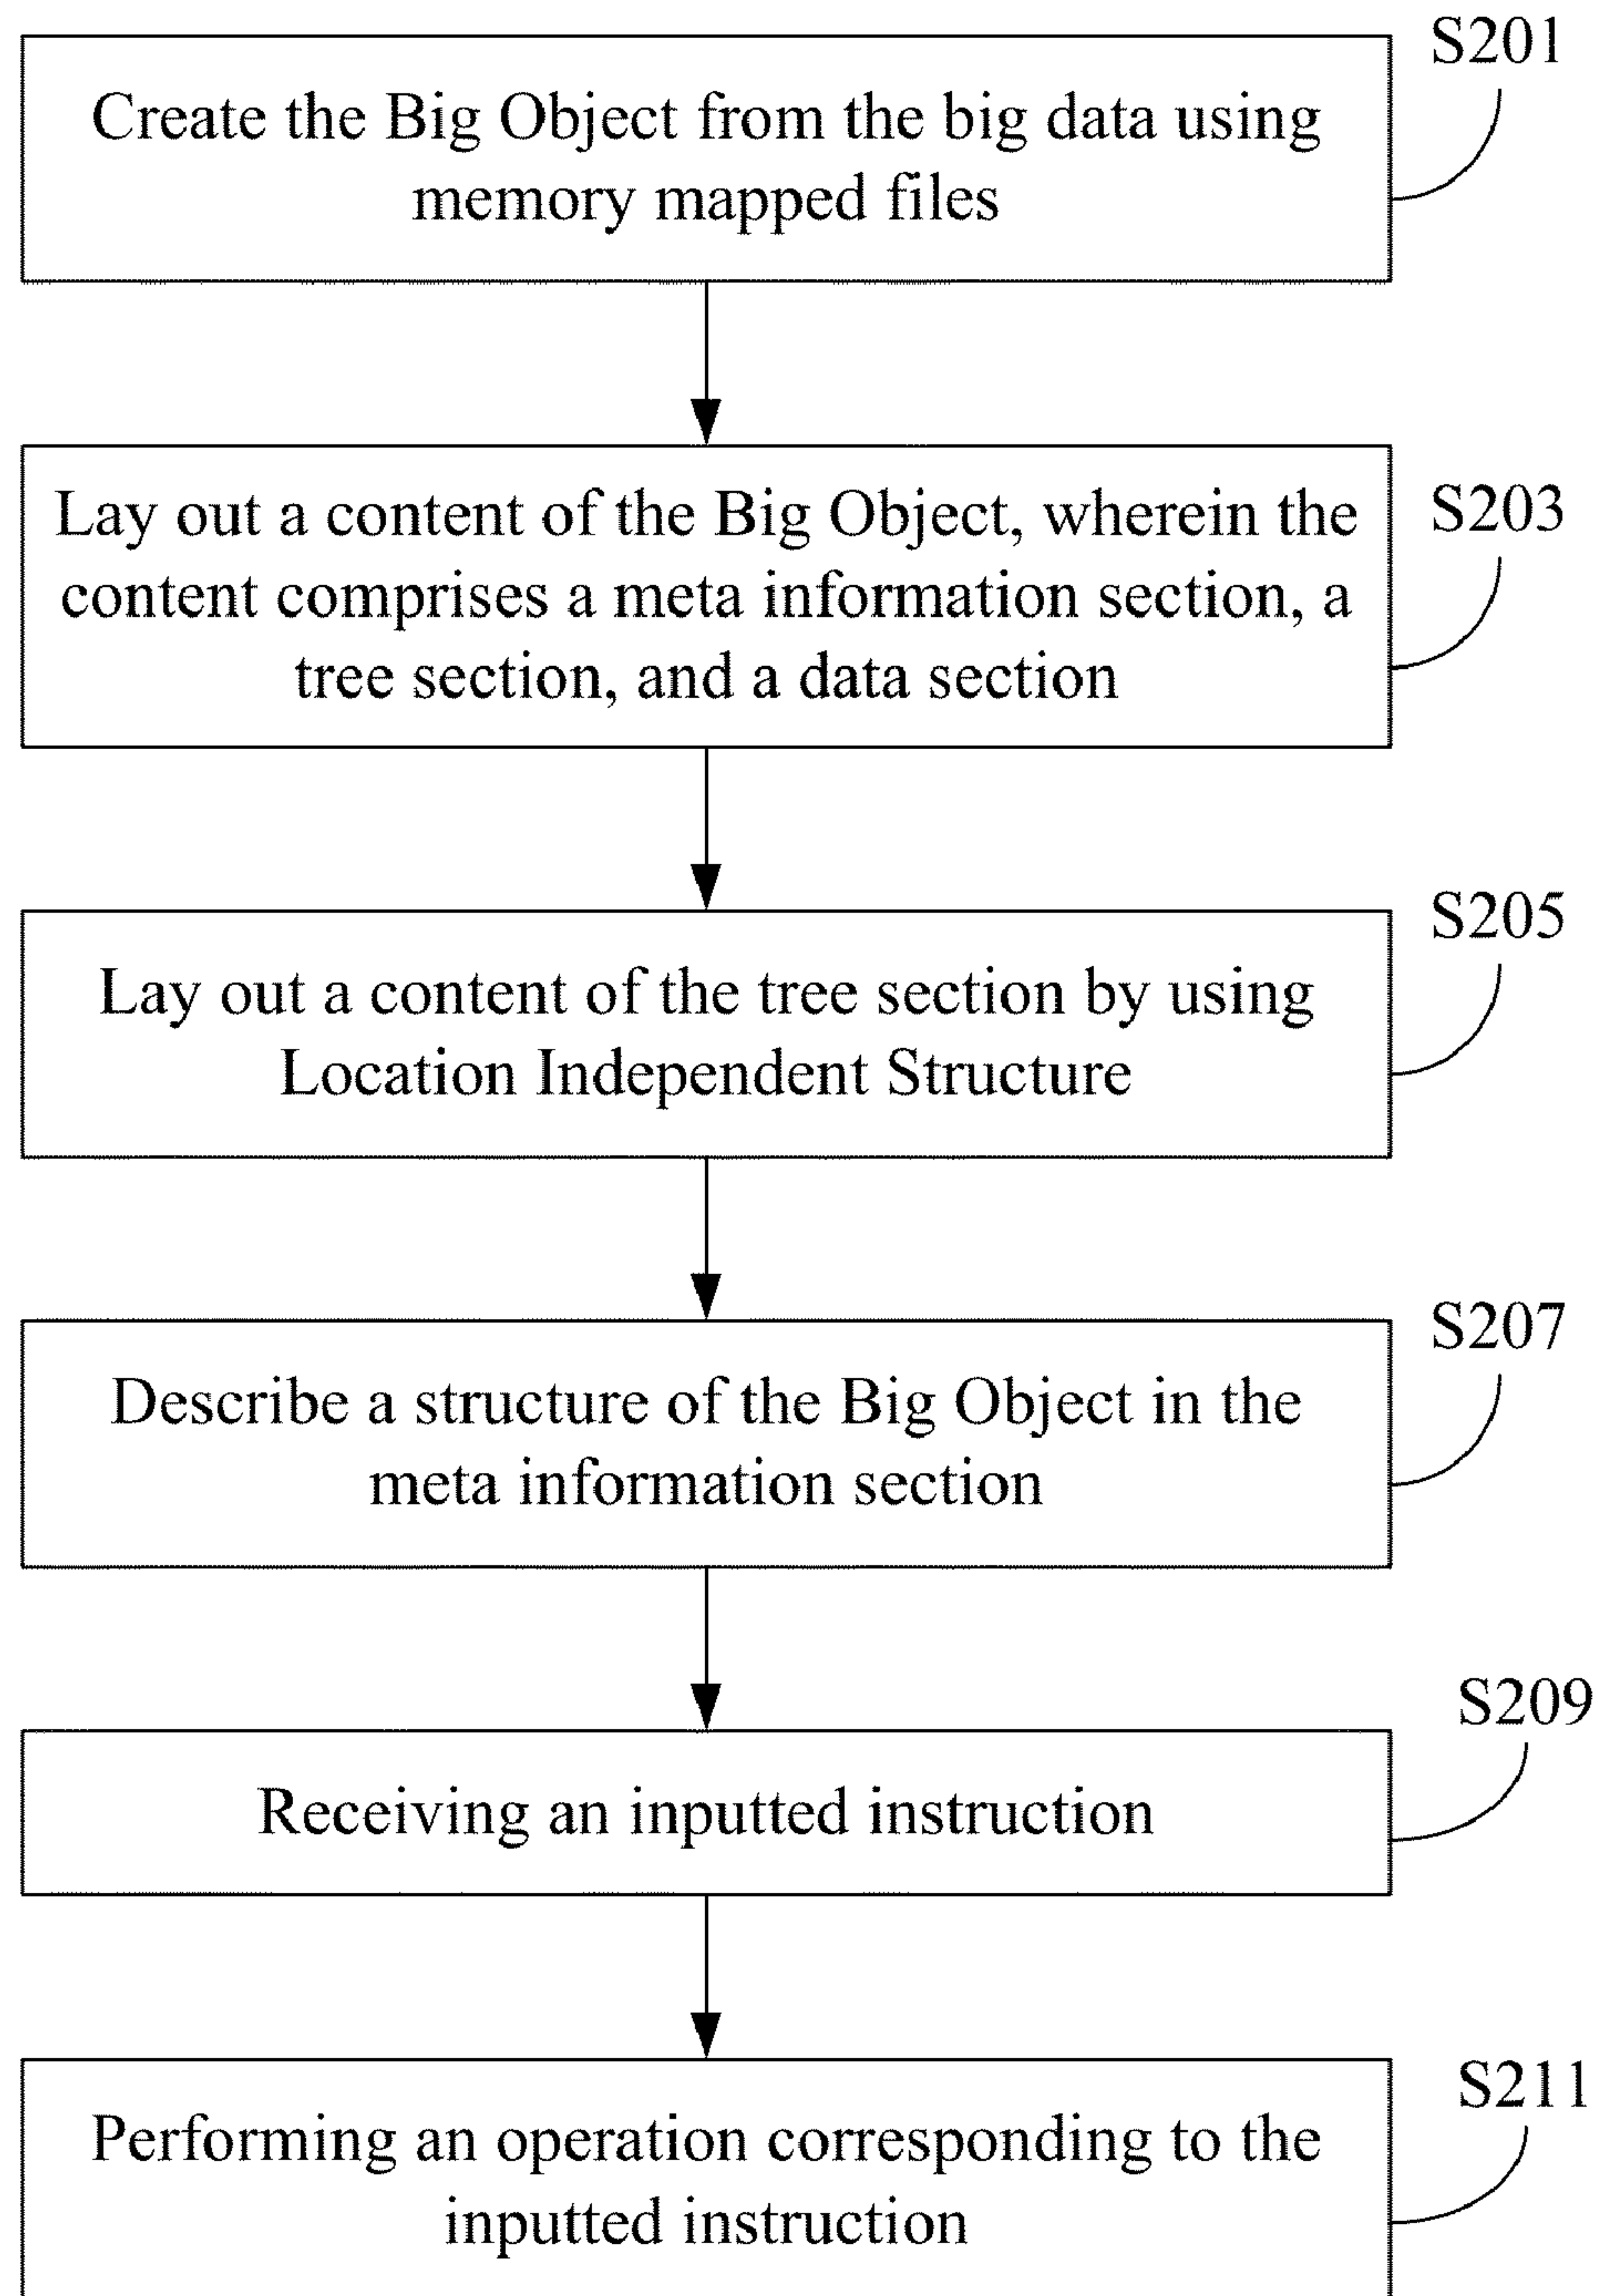 S201
Create the Big Object from the big data using
memory mapped files
S203
Lay out a content of the Big Object, wherein the
content comprises a meta information section, a
tree section, and a data section
S205
Lay out a content of the tree section by using
Location Independent Structure
S207
Describe a structure of the Big Object in the
meta information section
S209
Receiving an inputted instruction
S211
Performing an operation corresponding to the
inputted instruction